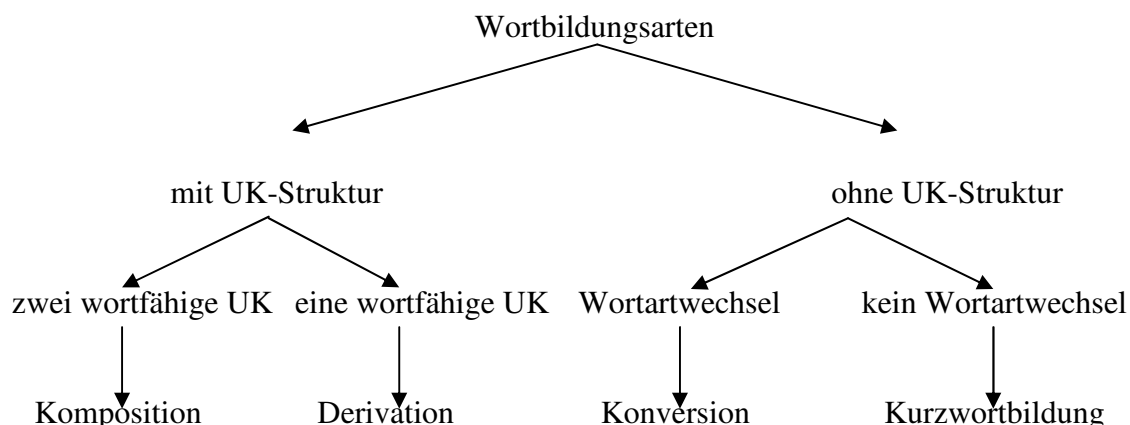 Wortbildungsarten
mit UK-Struktur ohne UK-Struktur
zwei wortfähige UK eine wortfähige UK Wortartwechsel kein Wortartwechsel
Komposition Derivation Konversion Kurzwortbildung